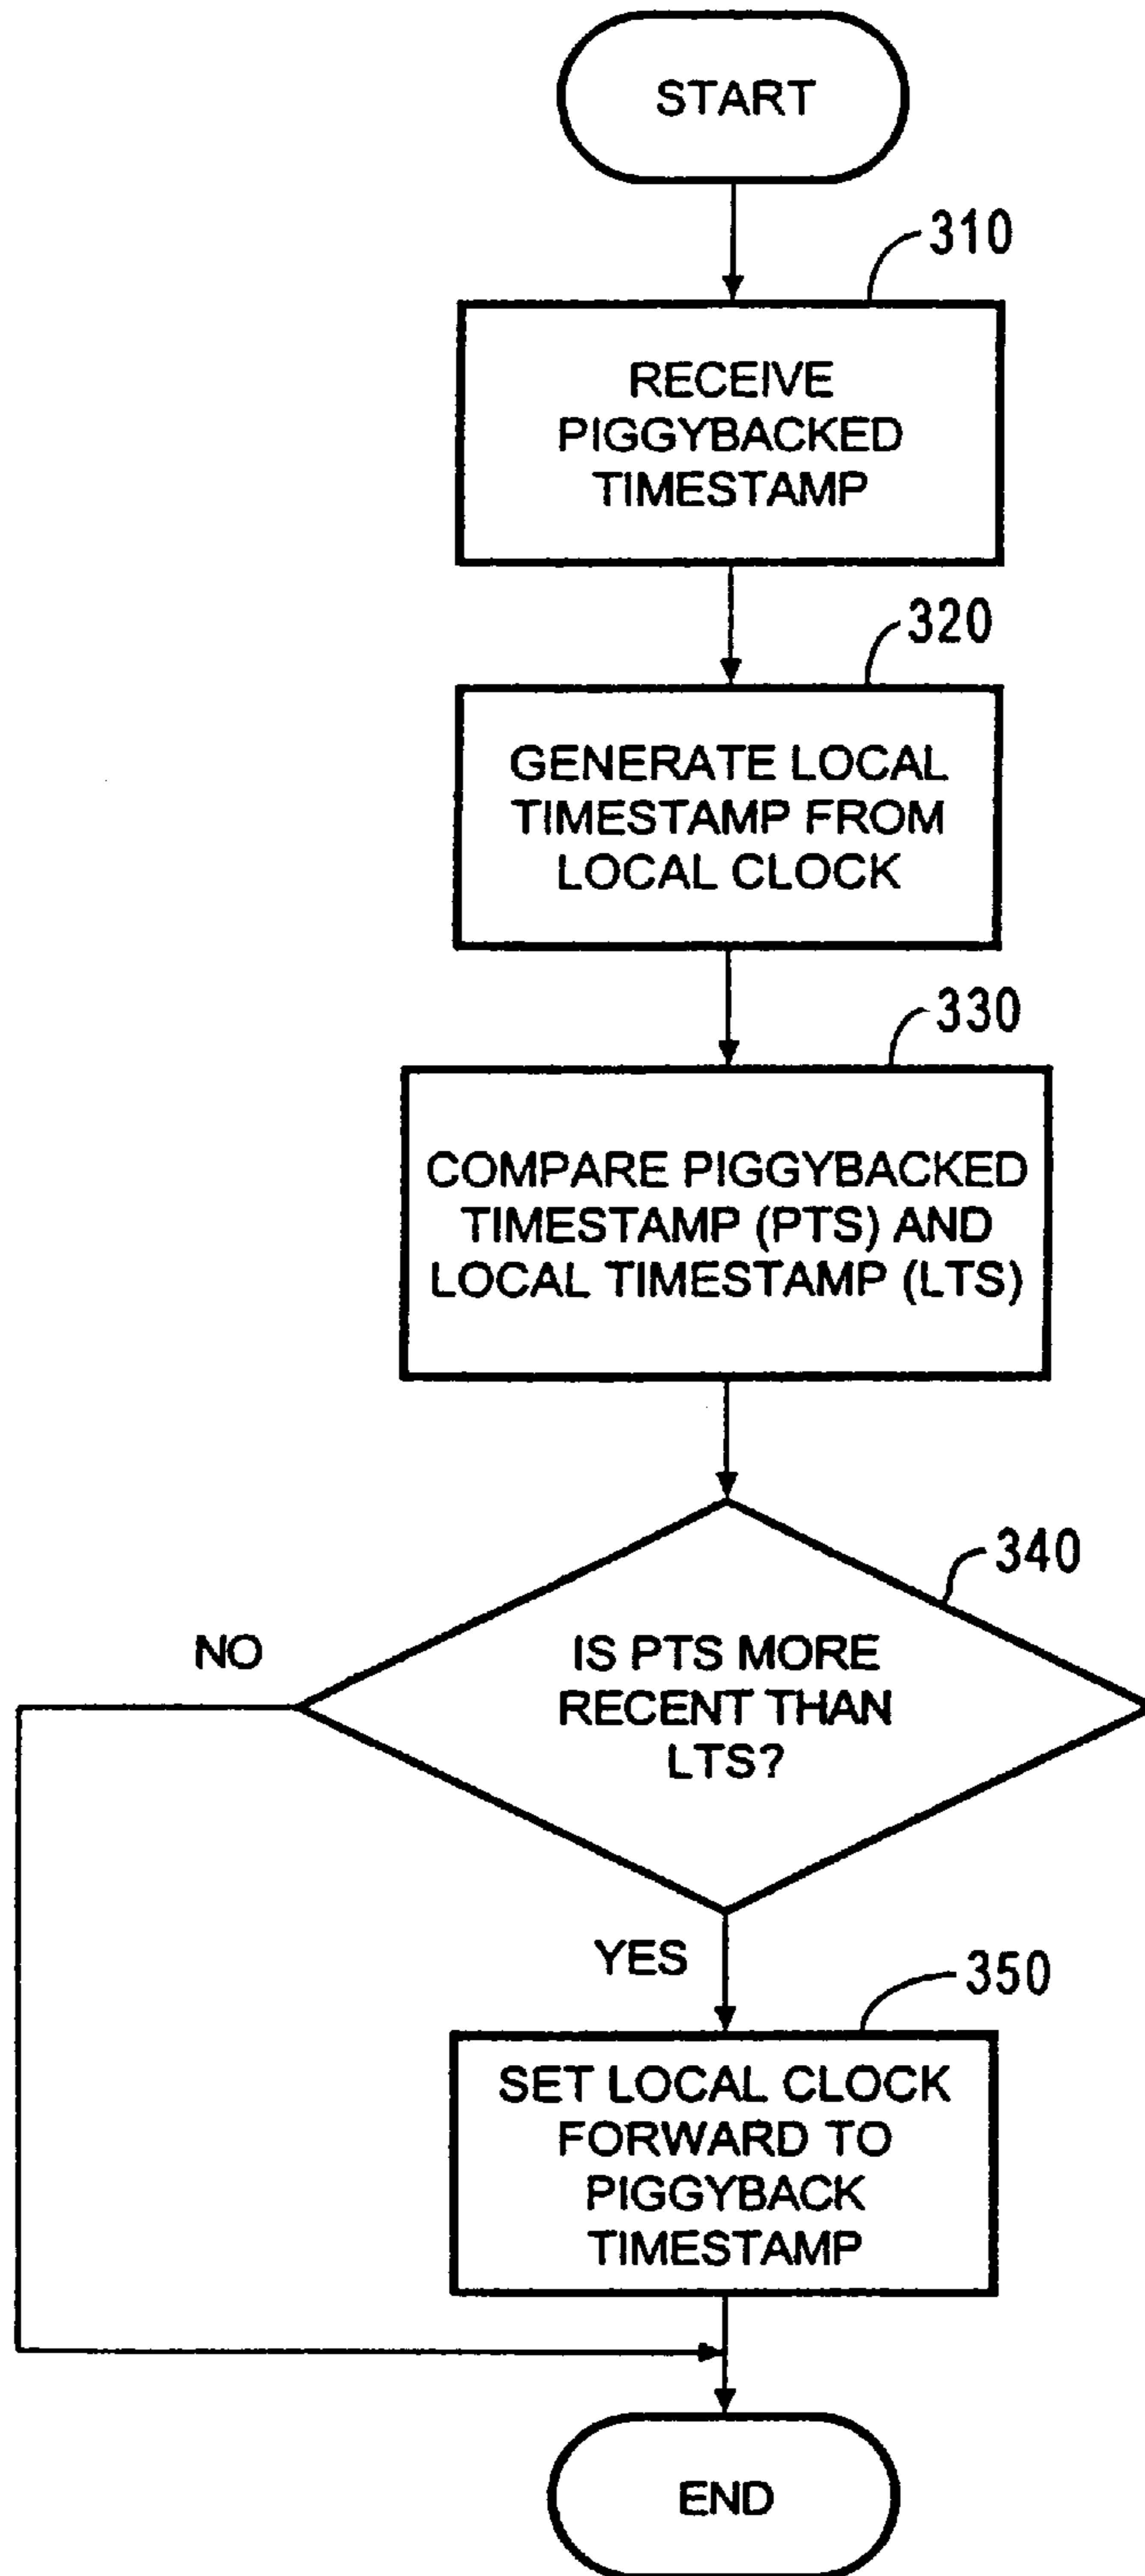 START
310
RECEIVE
PIGGYBACKED
TIMESTAMP
320
GENERATE LOCAL
TIMESTAMP FROM
LOCAL CLOCK
330
COMPARE PIGGYBACKED
TIMESTAMP (PTS) AND
LOCAL TIMESTAMP (LTS)
340
NO
IS PTS MORE
RECENT THAN
LTS?
YES
350
SET LOCAL CLOCK
FORWARD TO
PIGGYBACK
TIMESTAMP
END